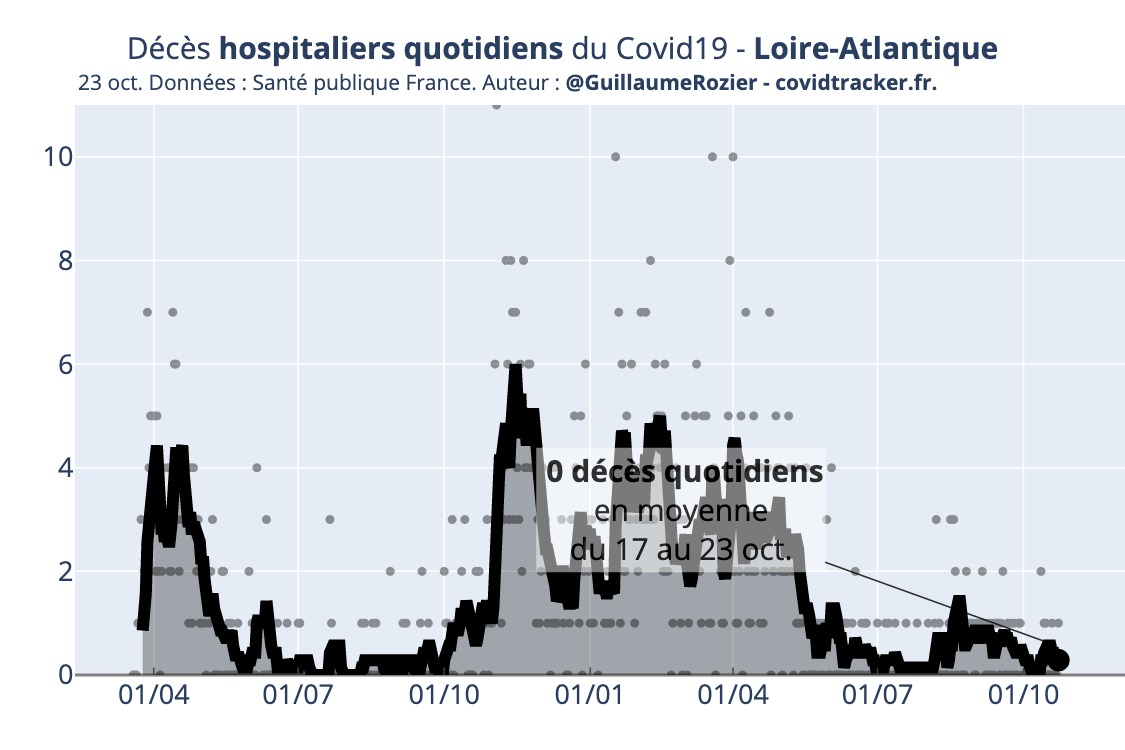 Décès hospitaliers quotidiens du Covid19 - Loire-Atlantique
23 oct. Données : Santé publique France. Auteur : @GuillaumeRozier - covidtracker.fr.
10
8
6
4
0 décès quotidiens
en moyenne
du 17 au 23 oct.
2
0
01/04 01/07 01/10 01/01 01/04 01/07 01/10